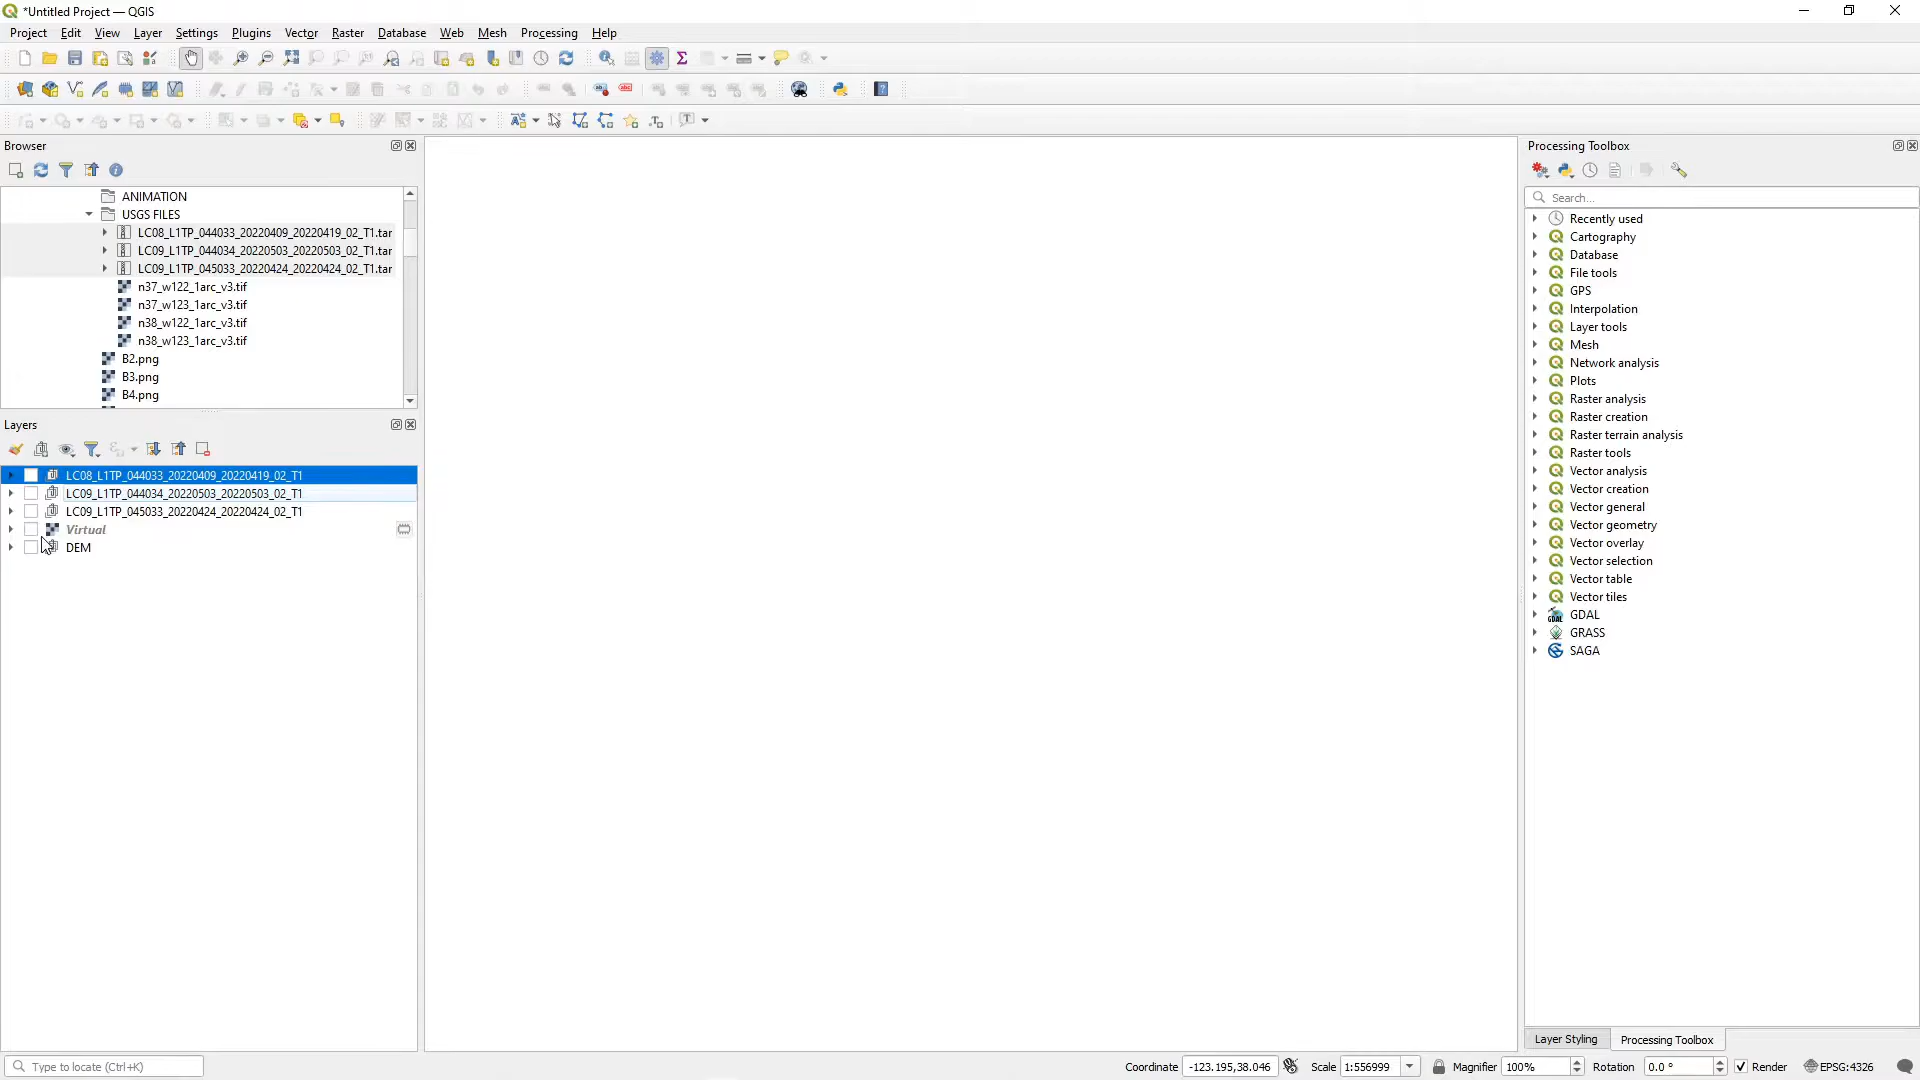 *Untitled Project — QGIS
Project Edit View Layer Settings Plugins Vector Raster Database Web Mesh Processing Help
Browser
ANIMATION
USGS FILES
LC08_L1TP_044033_20220409_20220419_02_T1.tar
LC09_L1TP_044034_20220503_20220503_02_T1.tar
LC09_L1TP_045033_20220424_20220424_02_T1.tar
n37_w122_1arc_v3.tif
n37_w123_1arc_v3.tif
n38_w122_1arc_v3.tif
n38_w123_1arc_v3.tif
B2.png
B3.png
B4.png
Layers
LC08_L1TP_044033_20220409_20220419_02_T1
LC09_L1TP_044034_20220503_20220503_02_T1
LC09_L1TP_045033_20220424_20220424_02_T1
Virtual
DEM
Processing Toolbox
Search...
Recently used
Cartography
Database
File tools
GPS
Interpolation
Layer tools
Mesh
Network analysis
Plots
Raster analysis
Raster creation
Raster terrain analysis
Raster tools
Vector analysis
Vector creation
Vector general
Vector geometry
Vector overlay
Vector selection
Vector table
Vector tiles
GDAL
GRASS
SAGA
Layer Styling Processing Toolbox
Type to locate (Ctrl+K) Coordinate -123.195,38.046 Scale 1:556999 Magnifier 100% Rotation 0.0 ° Render EPSG:4326